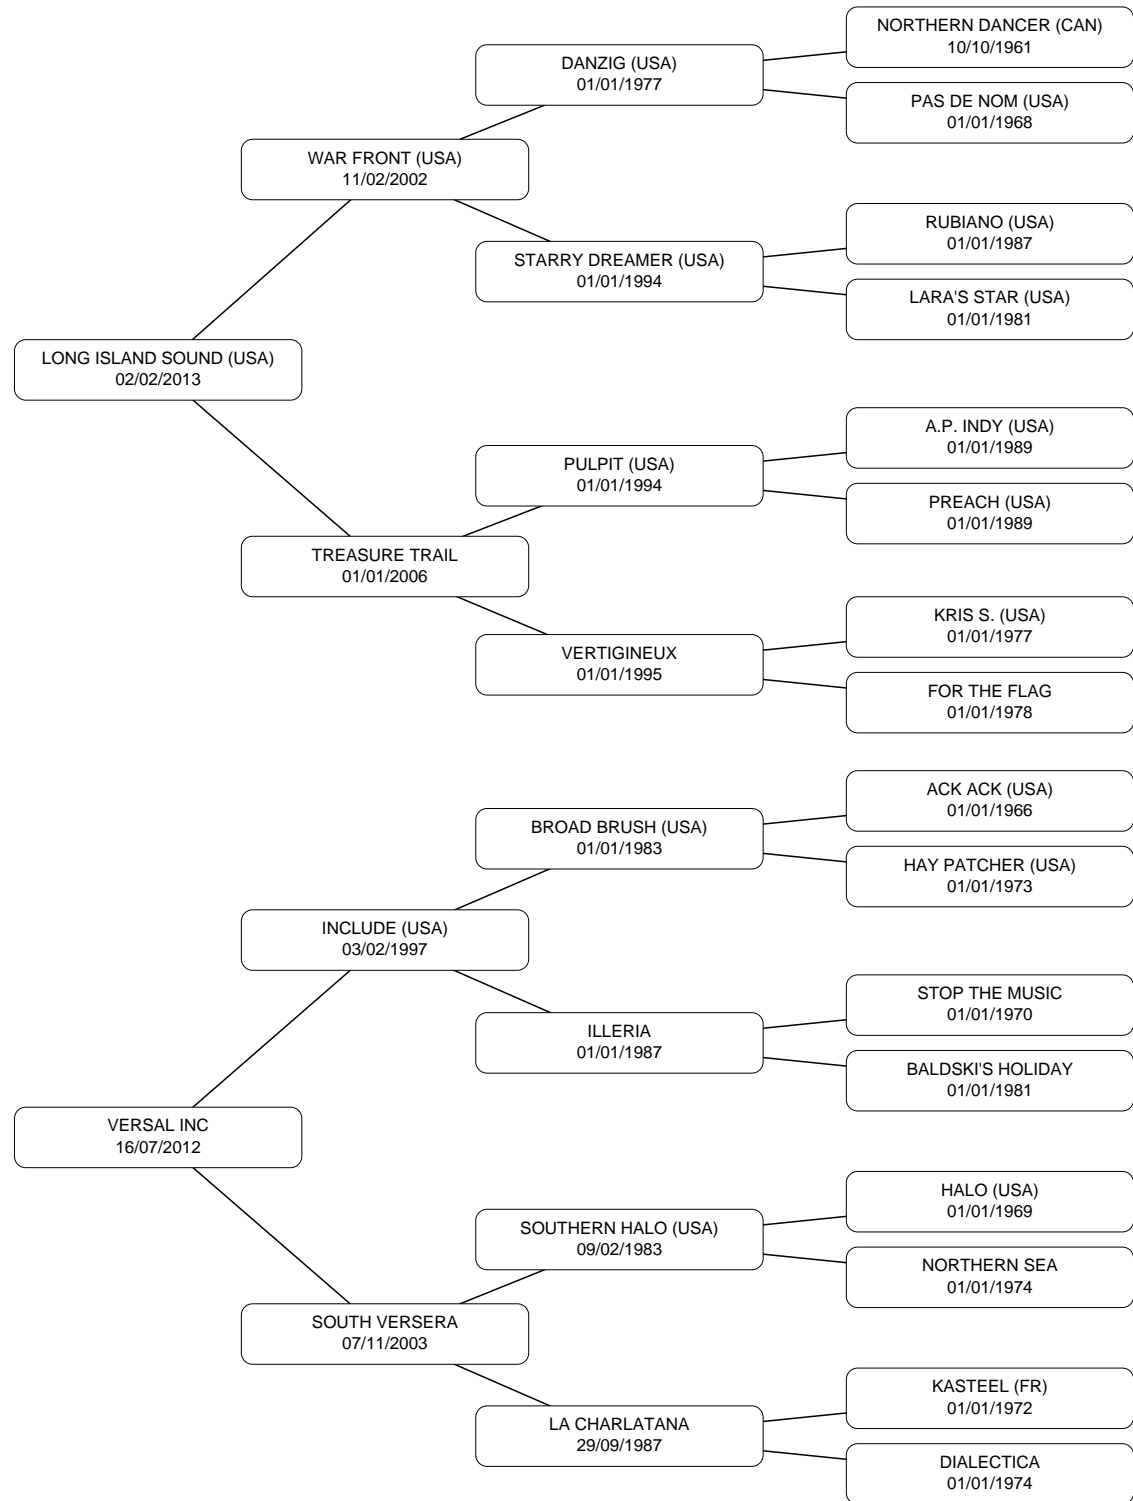 NORTHERN DANCER (CAN)
10/10/1961
DANZIG (USA)
01/01/1977
PAS DE NOM (USA)
01/01/1968
WAR FRONT (USA)
11/02/2002
RUBIANO (USA)
01/01/1987
STARRY DREAMER (USA)
01/01/1994
LARA'S STAR (USA)
01/01/1981
LONG ISLAND SOUND (USA)
02/02/2013
A.P. INDY (USA)
01/01/1989
PULPIT (USA)
01/01/1994
PREACH (USA)
01/01/1989
TREASURE TRAIL
01/01/2006
KRIS S. (USA)
01/01/1977
VERTIGINEUX
01/01/1995
FOR THE FLAG
01/01/1978
ACK ACK (USA)
01/01/1966
BROAD BRUSH (USA)
01/01/1983
HAY PATCHER (USA)
01/01/1973
INCLUDE (USA)
03/02/1997
STOP THE MUSIC
01/01/1970
ILLERIA
01/01/1987
BALDSKI'S HOLIDAY
01/01/1981
VERSAL INC
16/07/2012
HALO (USA)
01/01/1969
SOUTHERN HALO (USA)
09/02/1983
NORTHERN SEA
01/01/1974
SOUTH VERSERA
07/11/2003
KASTEEL (FR)
01/01/1972
LA CHARLATANA
29/09/1987
DIALECTICA
01/01/1974